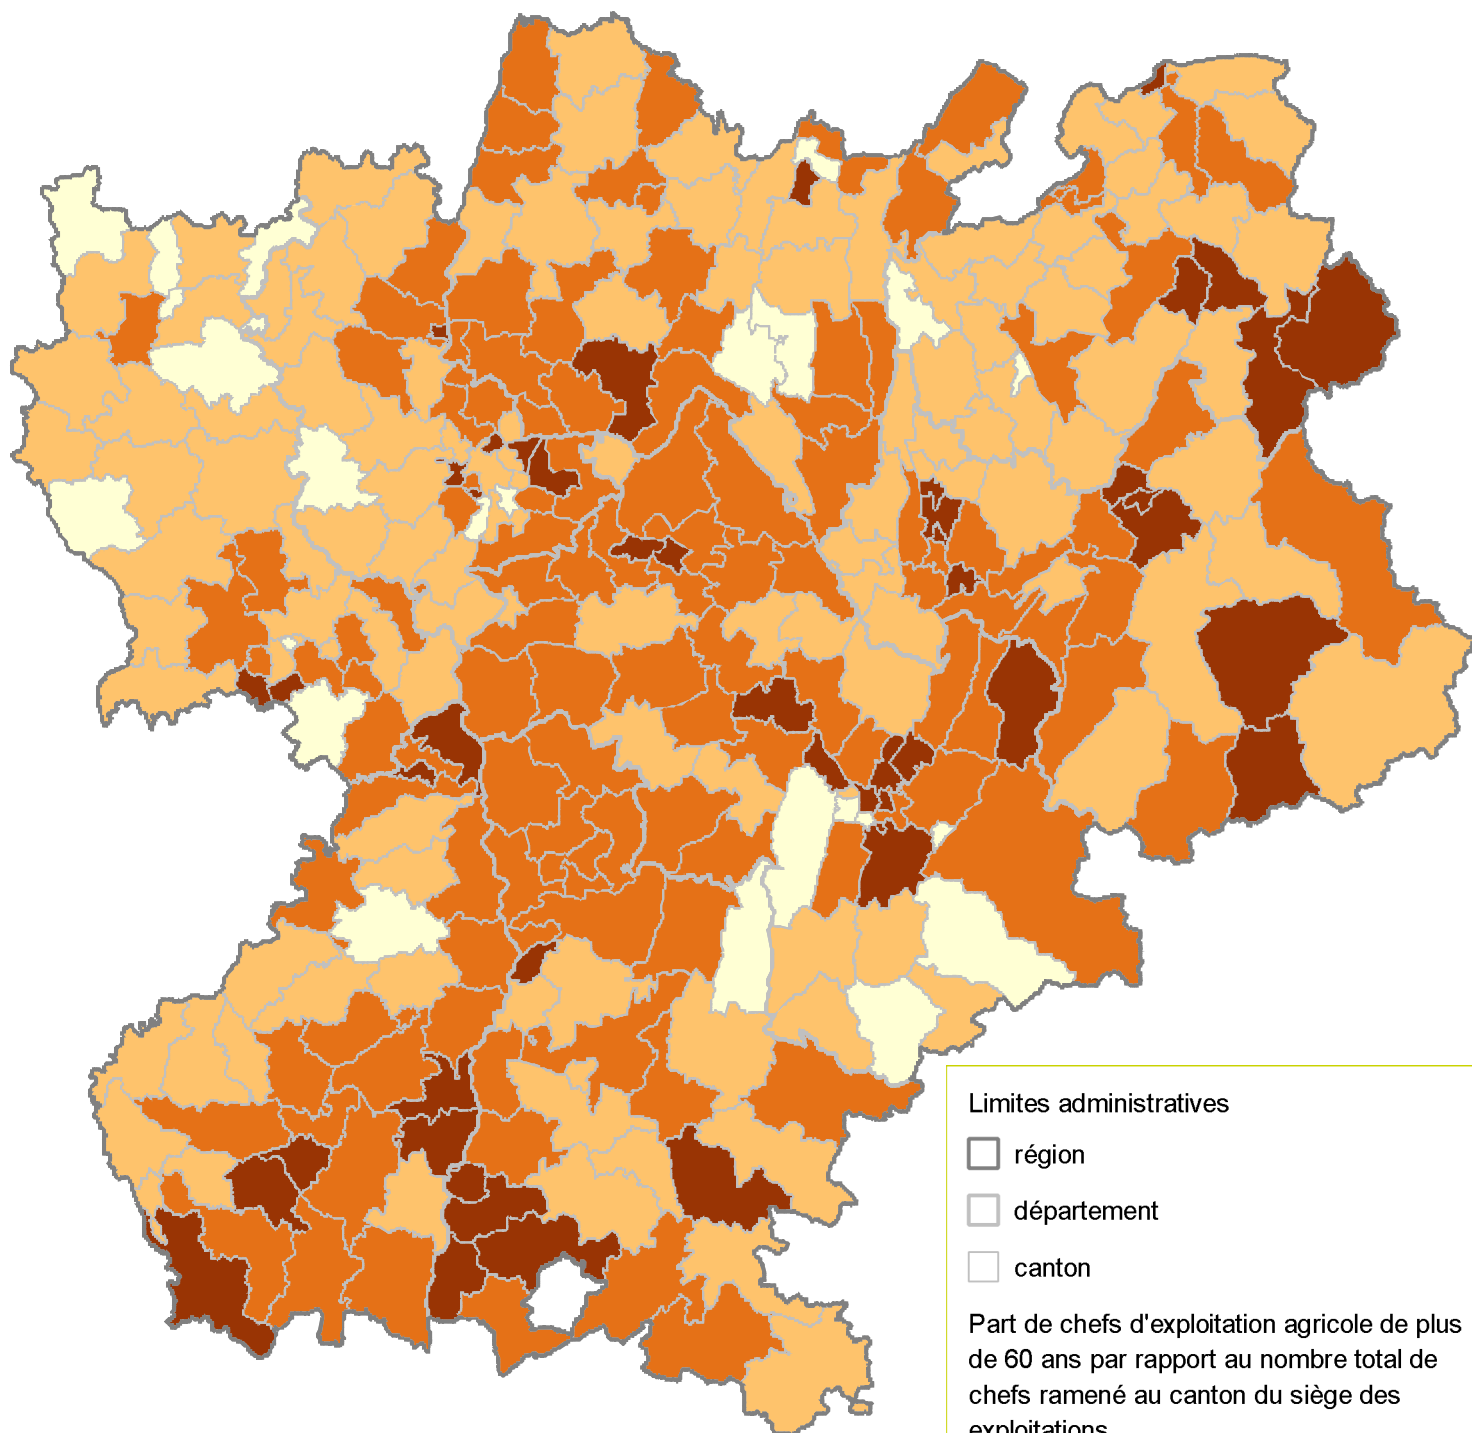 Limites administratives
région
département
canton
Part de chefs d'exploitation agricole de plus
de 60 ans par rapport au nombre total de
chefs ramené au canton du siège des
exploitations